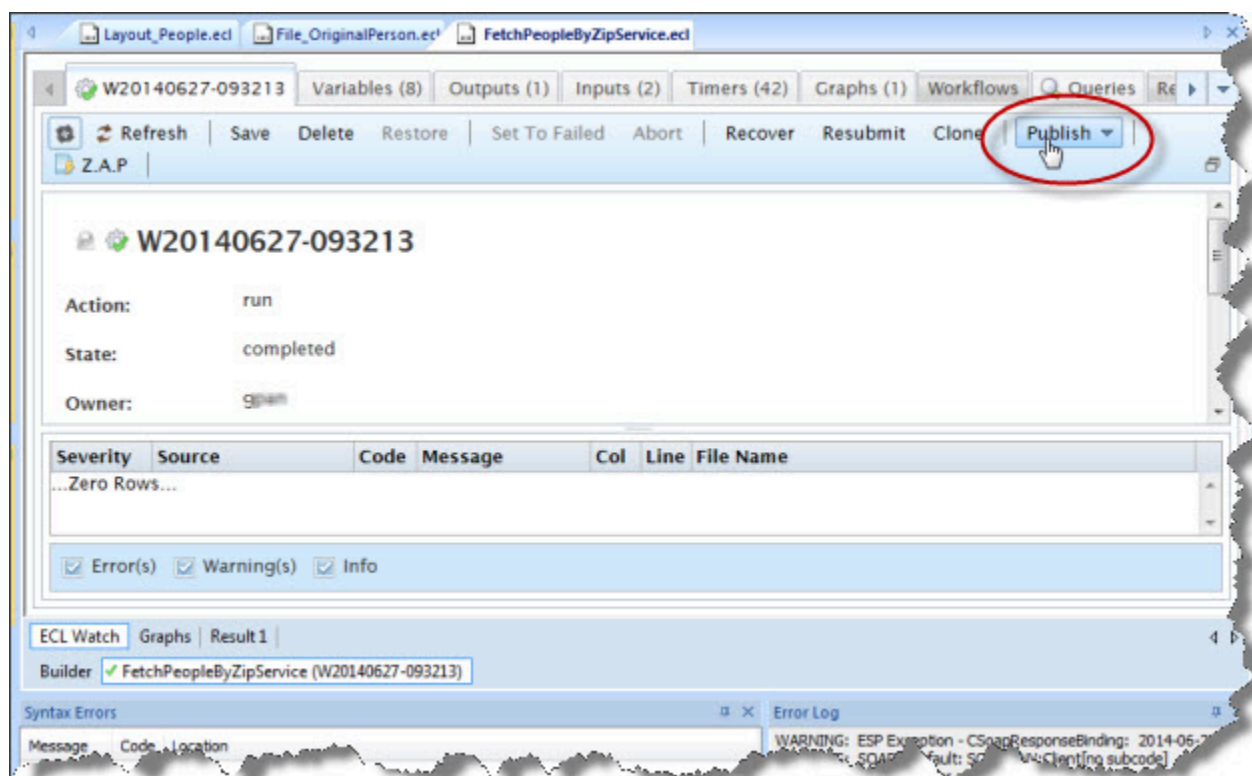 Layout_People.ecl File_OriginalPerson.ecl FetchPeopleByZipService.ecl
W20140627-093213 Variables (8) Outputs (1) Inputs (2) Timers (42) Graphs (1) Workflows Queries Re
Refresh Save Delete Restore Set To Failed Abort Recover Resubmit Clone Publish
Z.A.P
W20140627-093213
Action: run
State: completed
Owner:
Severity Source Code Message Col Line File Name
...Zero Rows...
Error(s) Warning(s) Info
ECL Watch Graphs Result 1
Builder FetchPeopleByZipService (W20140627-093213)
Syntax Errors Error Log
Message Code Location
WARNING: ESP Exception - CSoapResponseBinding: 2014-06-2
subcode]